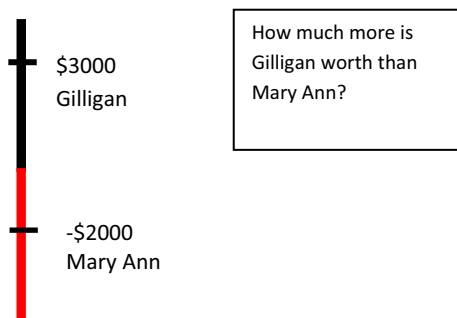 $3000
Gilligan
How much more is
Gilligan worth than
Mary Ann?
-$2000
Mary Ann